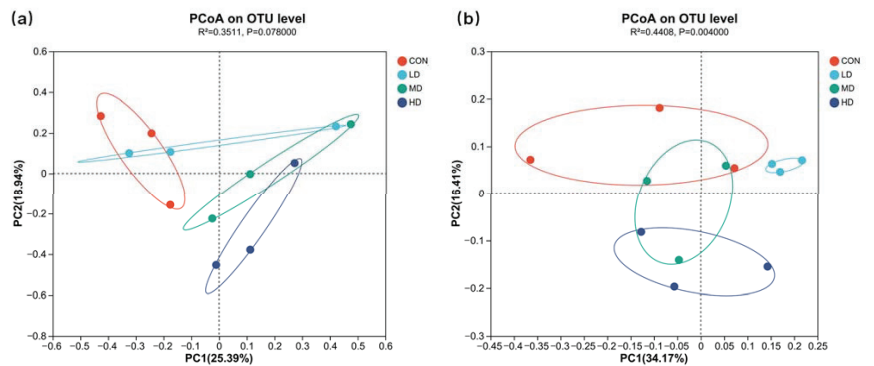 (a)
PCoA on OTU level
R²=0.3511, P=0.078000
0.6
0.4
0.2
0
−0.2
−0.4
−0.6
−0.8
PC2(18.94%)
−0.6
−0.5
−0.4
−0.3
−0.2
−0.1
0
0.1
0.2
0.3
0.4
0.5
0.6
PC1(25.39%)
CON
LD
MD
HD
(b)
PCoA on OTU level
R²=0.4408, P=0.004000
0.3
0.2
0.1
0
−0.1
−0.2
−0.3
PC2(16.41%)
−0.45
−0.4
−0.35
−0.3
−0.25
−0.2
−0.15
−0.1
−0.05
0
0.05
0.1
0.15
0.2
0.25
PC1(34.17%)
CON
LD
MD
HD